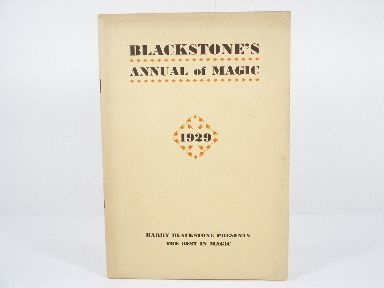 BLACKSTONE'S
ANNUAL of MAGIC
1929
HARRY BLACKSTONE PRESENTS
THE BEST IN MAGIC